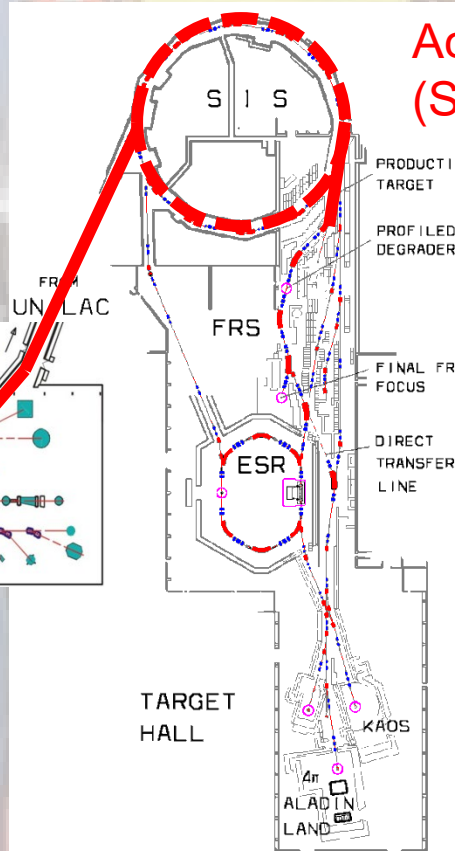 S I S
PRODUCTI
TARGET
PROFILED
DEGRADER
FROM
UNILAC
FRS
FINAL FR
FOCUS
ESR
DIRECT
TRANSFER
LINE
TARGET
HALL
KAOS
4π
ALADIN
LAND